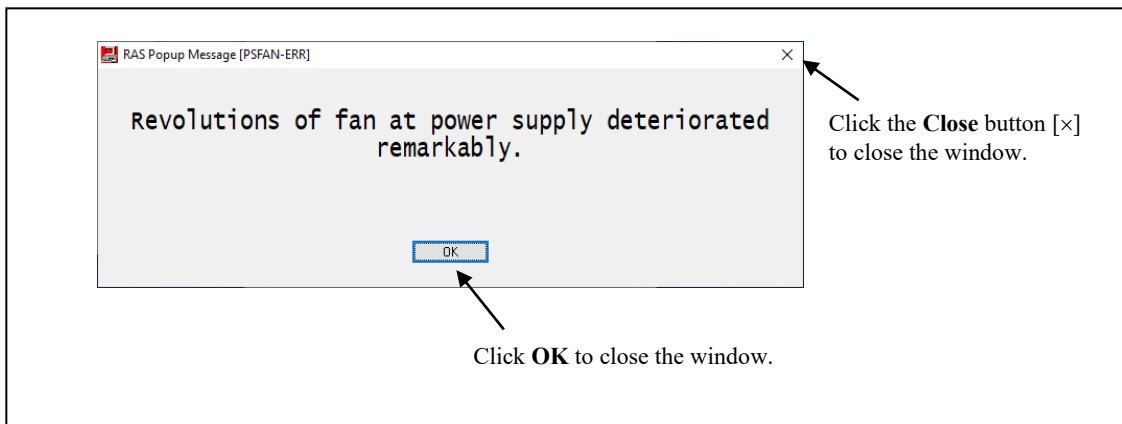 RAS Popup Message [PSFAN-ERR]
Revolutions of fan at power supply deteriorated
remarkably.
OK
Click the Close button [×]
to close the window.
Click OK to close the window.